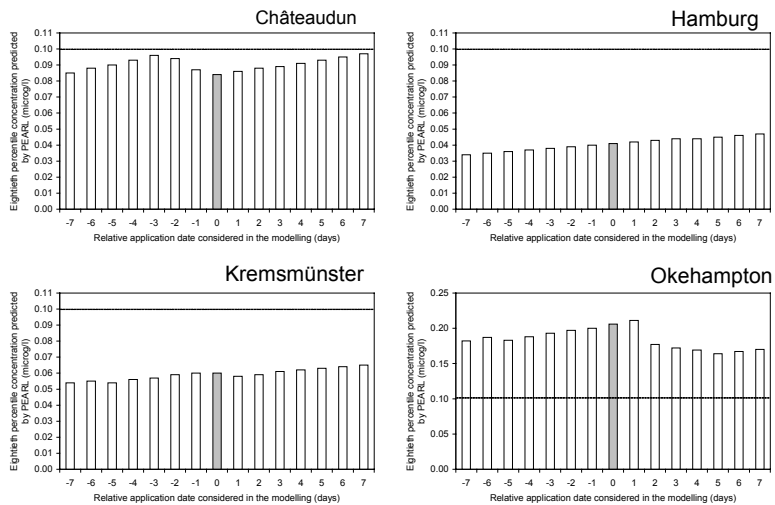 Châteaudun
Eightieth percentile concentration predicted
by PEARL (microg/l)
0.11
0.10
0.09
0.08
0.07
0.06
0.05
0.04
0.03
0.02
0.01
0.00
-7 -6 -5 -4 -3 -2 -1 0 1 2 3 4 5 6 7
Relative application date considered in the modelling (days)
Hamburg
Eightieth percentile concentration predicted
by PEARL (microg/l)
0.11
0.10
0.09
0.08
0.07
0.06
0.05
0.04
0.03
0.02
0.01
0.00
-7 -6 -5 -4 -3 -2 -1 0 1 2 3 4 5 6 7
Relative application date considered in the modelling (days)
Kremsmünster
Eightieth percentile concentration predicted
by PEARL (microg/l)
0.11
0.10
0.09
0.08
0.07
0.06
0.05
0.04
0.03
0.02
0.01
0.00
-7 -6 -5 -4 -3 -2 -1 0 1 2 3 4 5 6 7
Relative application date considered in the modelling (days)
Okehampton
Eightieth percentile concentration predicted
by PEARL (microg/l)
0.25
0.20
0.15
0.10
0.05
0.00
-7 -6 -5 -4 -3 -2 -1 0 1 2 3 4 5 6 7
Relative application date considered in the modelling (days)